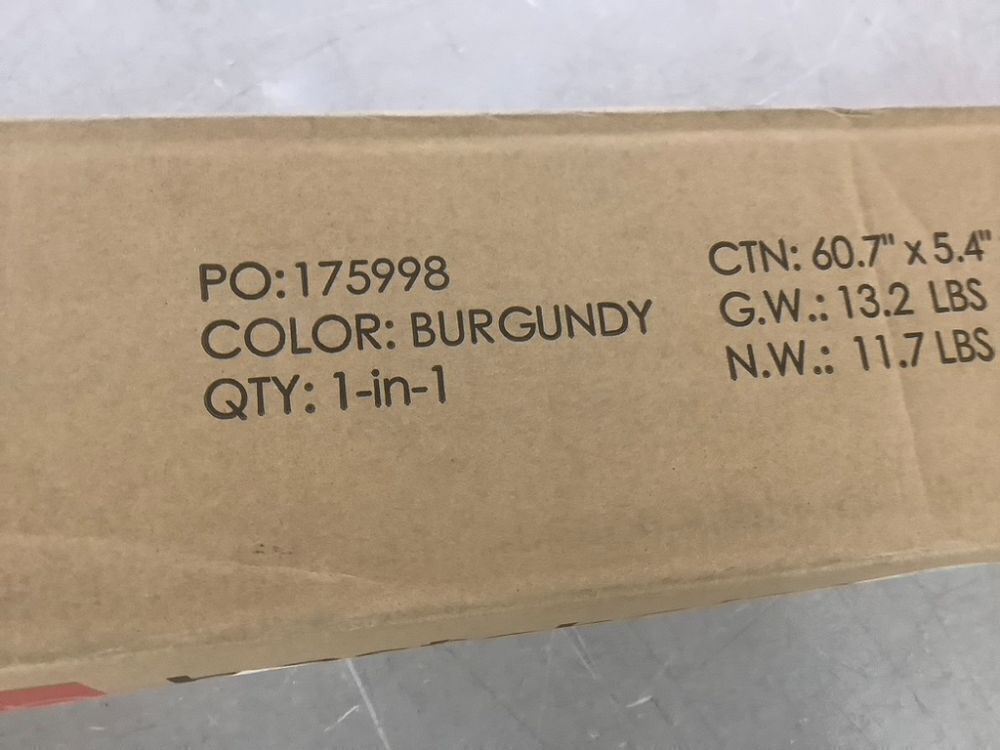 PO:175998
COLOR: BURGUNDY
QTY: 1-in-1
CTN: 60.7" x 5.4"
G.W.: 13.2 LBS
N.W.: 11.7 LBS